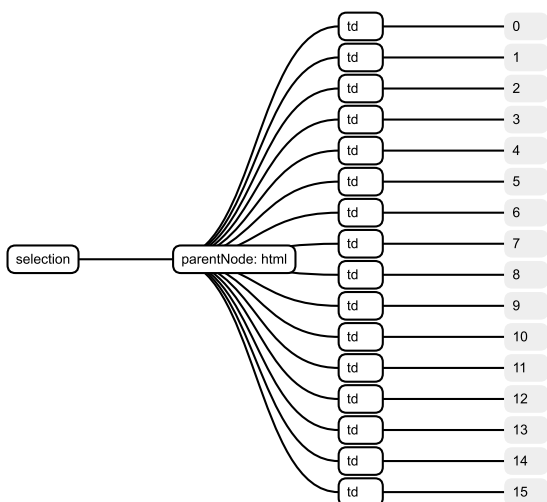 td 0
td 1
td 2
td 3
td 4
td 5
td 6
td 7
selection parentNode: html
td 8
td 9
td 10
td 11
td 12
td 13
td 14
td 15